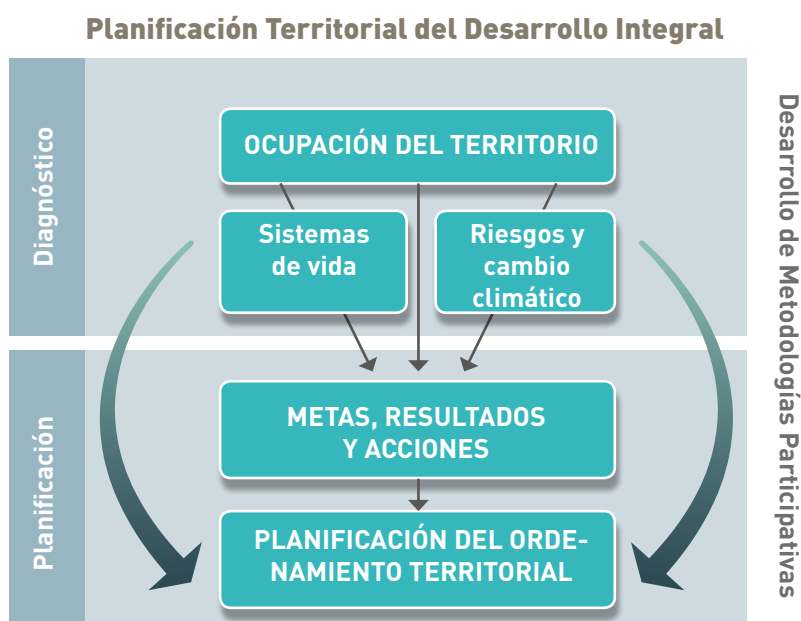 Planificación Territorial del Desarrollo Integral
Diagnóstico
OCUPACIÓN DEL TERRITORIO
Sistemas
de vida
Riesgos y
cambio
climático
Planificación
METAS, RESULTADOS
Y ACCIONES
PLANIFICACIÓN DEL ORDE-
NAMIENTO TERRITORIAL
Desarrollo de Metodologías Participativas